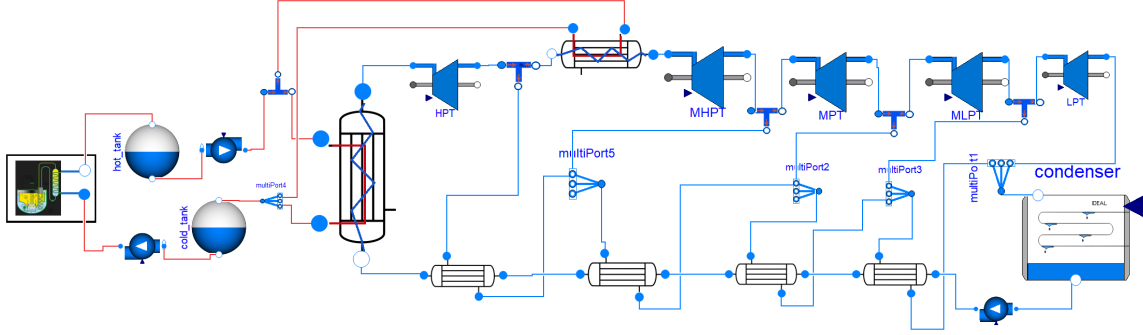 HPT
MHPT
MPT
MLPT
LPT
hot_tank
multiPort5
multiPort2
multiPort3
multiPort1
condenser
multiPort4
cold_tank
IDEAL